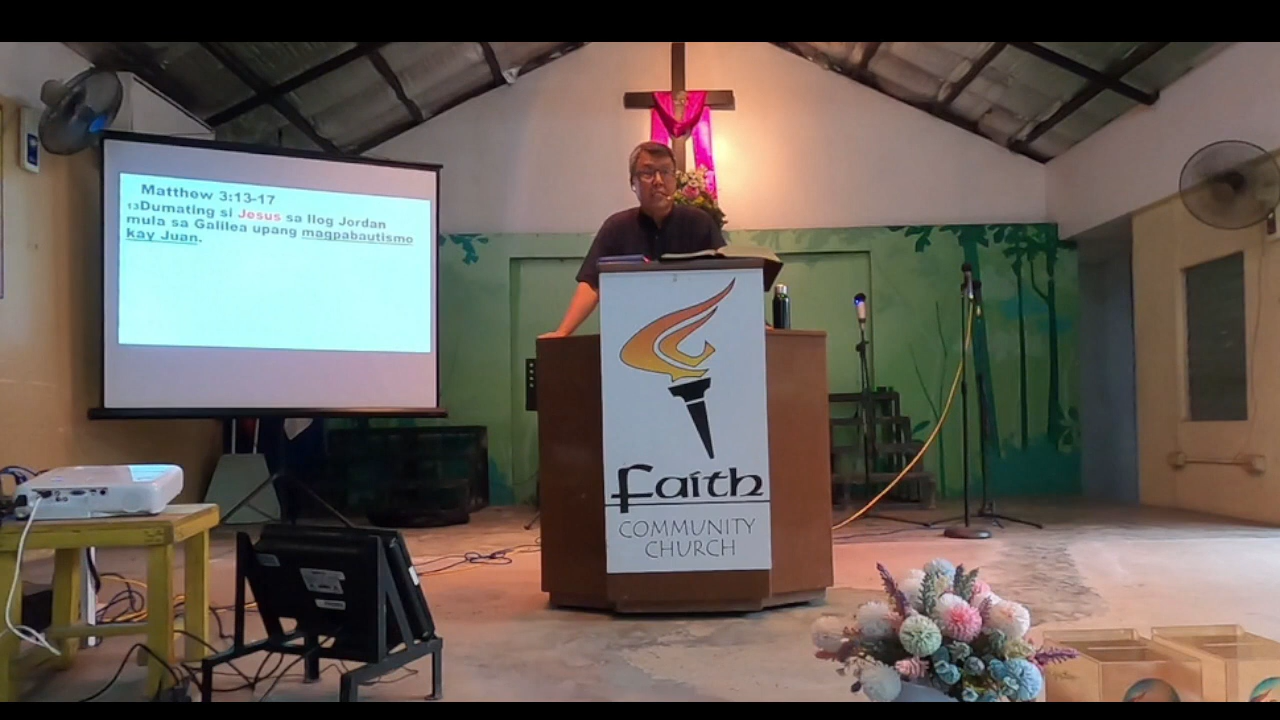 Matthew 3:13-17
13Dumating si Jesus sa Ilog Jordan
mula sa Galilea upang magpabautismo
kay Juan.
Faith
COMMUNITY
CHURCH